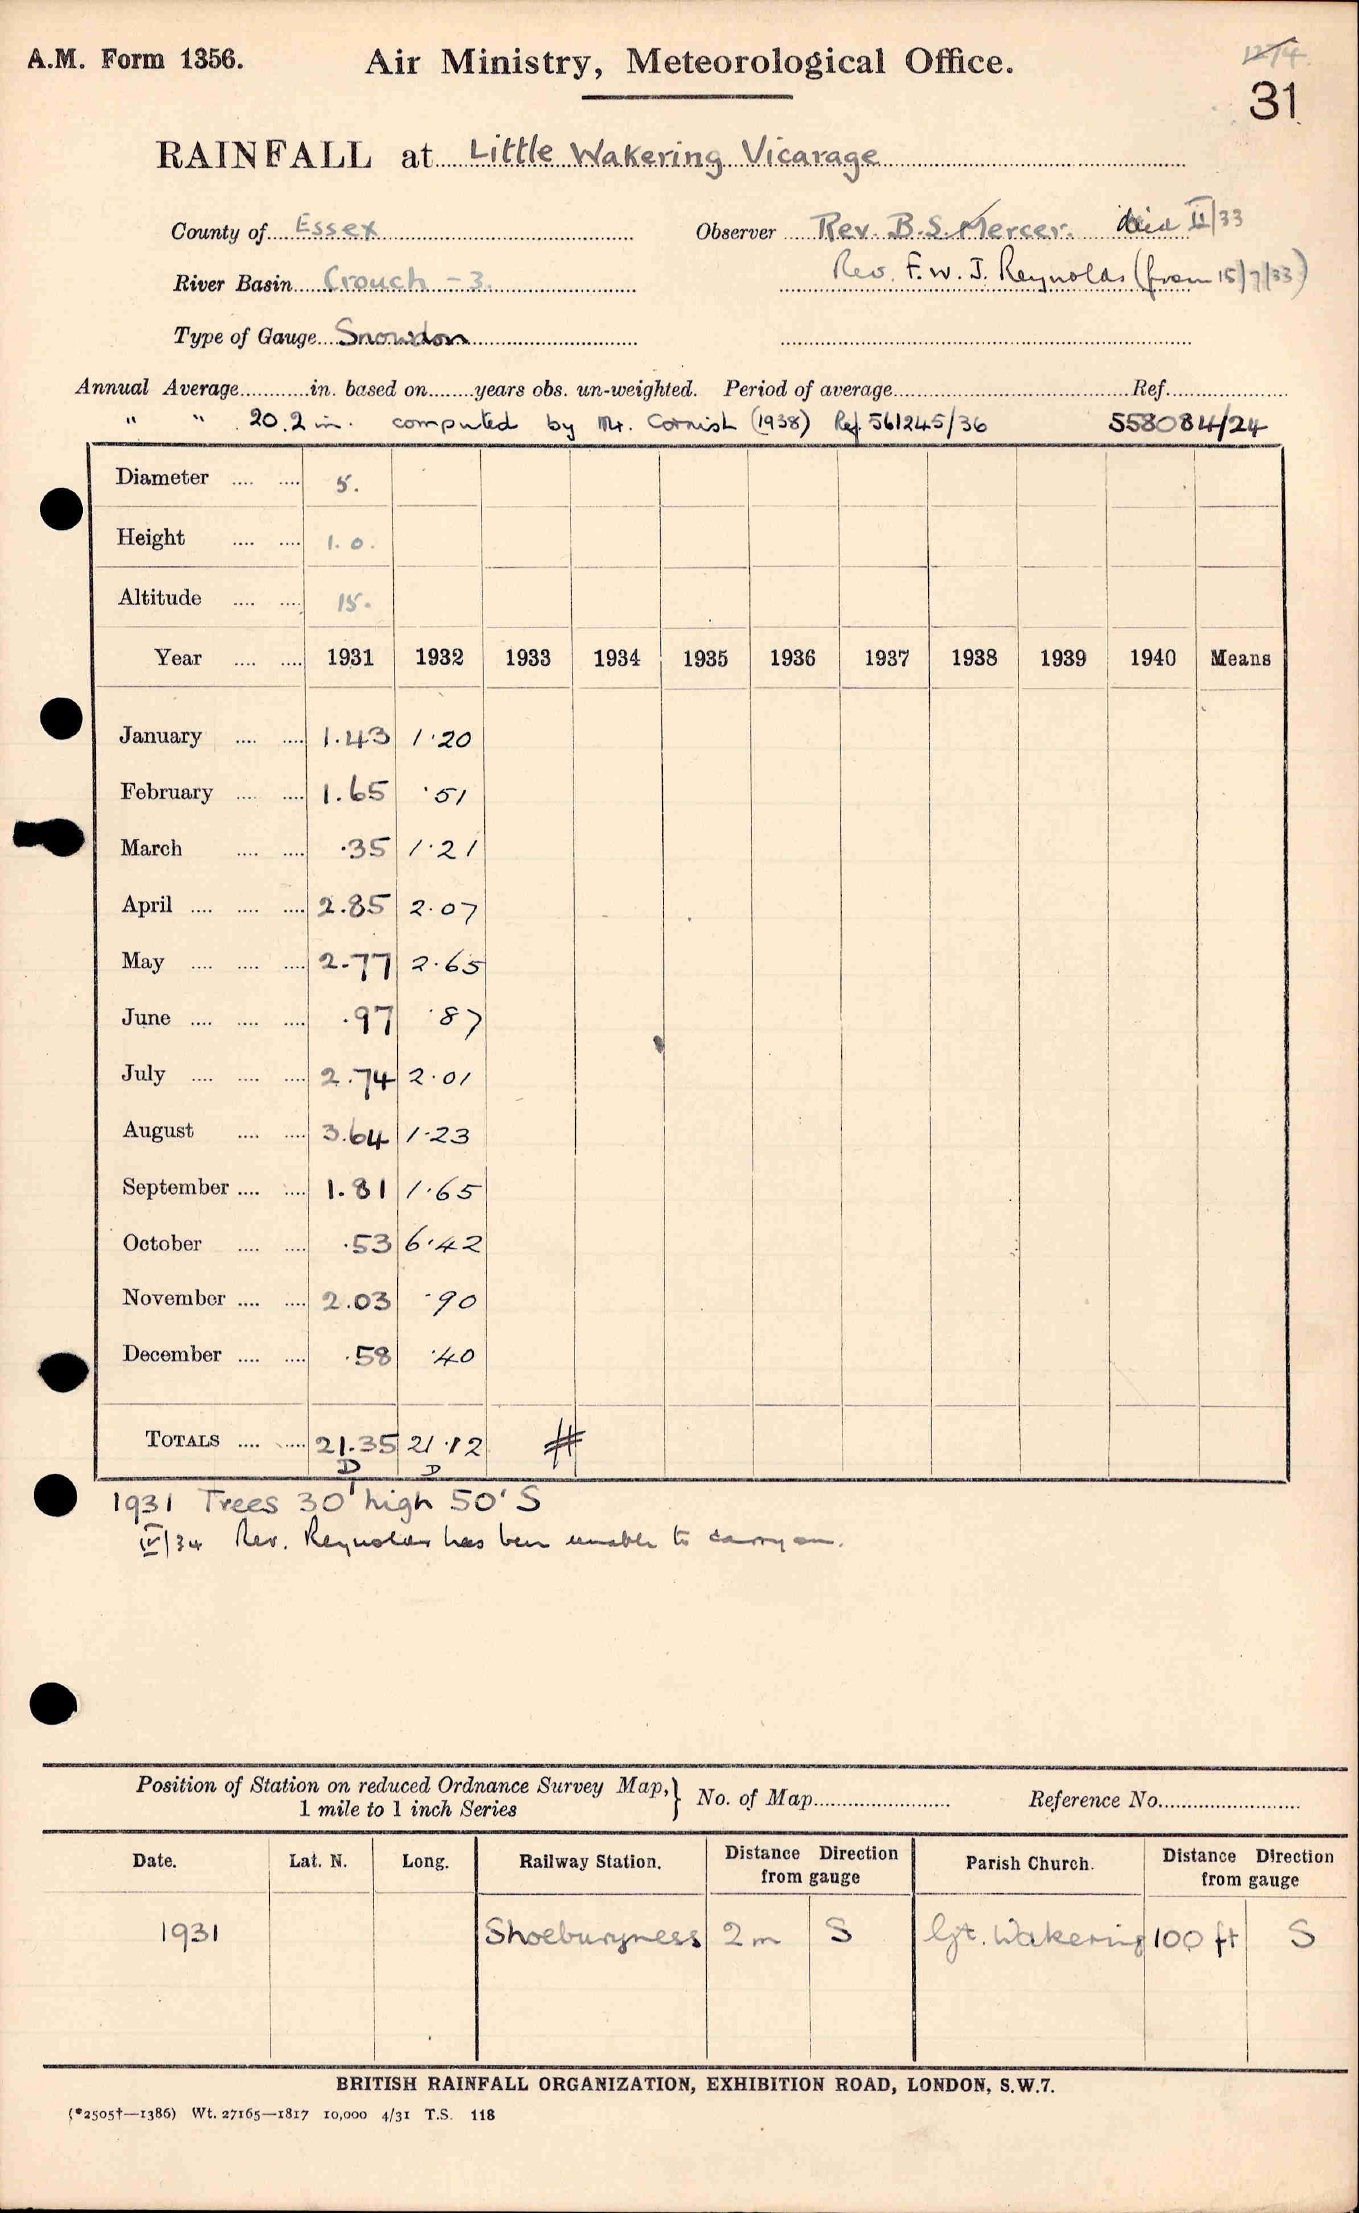 A.M. Form 1356. Air Ministry, Meteorological Office. 12/4
31
RAINFALL at Little Wakering Vicarage
County of Essex Observer Rev. B.S. Mercer. died II/33
River Basin Crouch - 3. Rev. F. W. J. Reynolds (from 15/7/33)
Type of Gauge Snowdon
Annual Average in. based on years obs. un-weighted. Period of average Ref.
" " 20.2 in. computed by Mr. Cornish (1938) Ref 561245/36 558084/24
Diameter 5.
Height 1.0.
Altitude 15.
Year 1931 1932 1933 1934 1935 1936 1937 1938 1939 1940 Means
January 1.43 1.20
February 1.65 .51
March .35 1.21
April 2.85 2.07
May 2.77 2.65
June .97 .87
July 2.74 2.01
August 3.64 1.23
September 1.81 1.65
October .53 6.42
November 2.03 .90
December .58 .40
TOTALS 21.35 21.12 #
D D
1931 Trees 30' high 50' S
IV/34 Rev. Reynolds has been unable to carry on.
Position of Station on reduced Ordnance Survey Map,} No. of Map Reference No.
1 mile to 1 inch Series
Date. Lat. N. Long. Railway Station. Distance Direction from gauge Parish Church. Distance Direction from gauge
1931 Shoeburyness 2 m S Gt. Wakering 100 ft S
BRITISH RAINFALL ORGANIZATION, EXHIBITION ROAD, LONDON, S.W.7.
(*2505†—1386) Wt. 27165—1817 10,000 4/31 T.S. 118